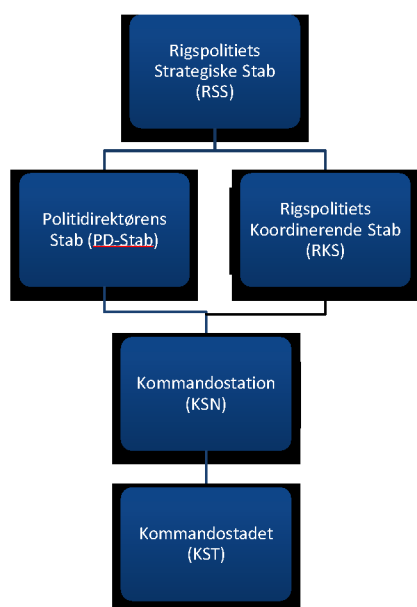 Rigspolitiets
Strategiske Stab
(RSS)
Politidirektørens
Stab (PD-Stab)
Rigspolitiets
Koordinerende Stab
(RKS)
Kommandostation
(KSN)
Kommandostadet
(KST)